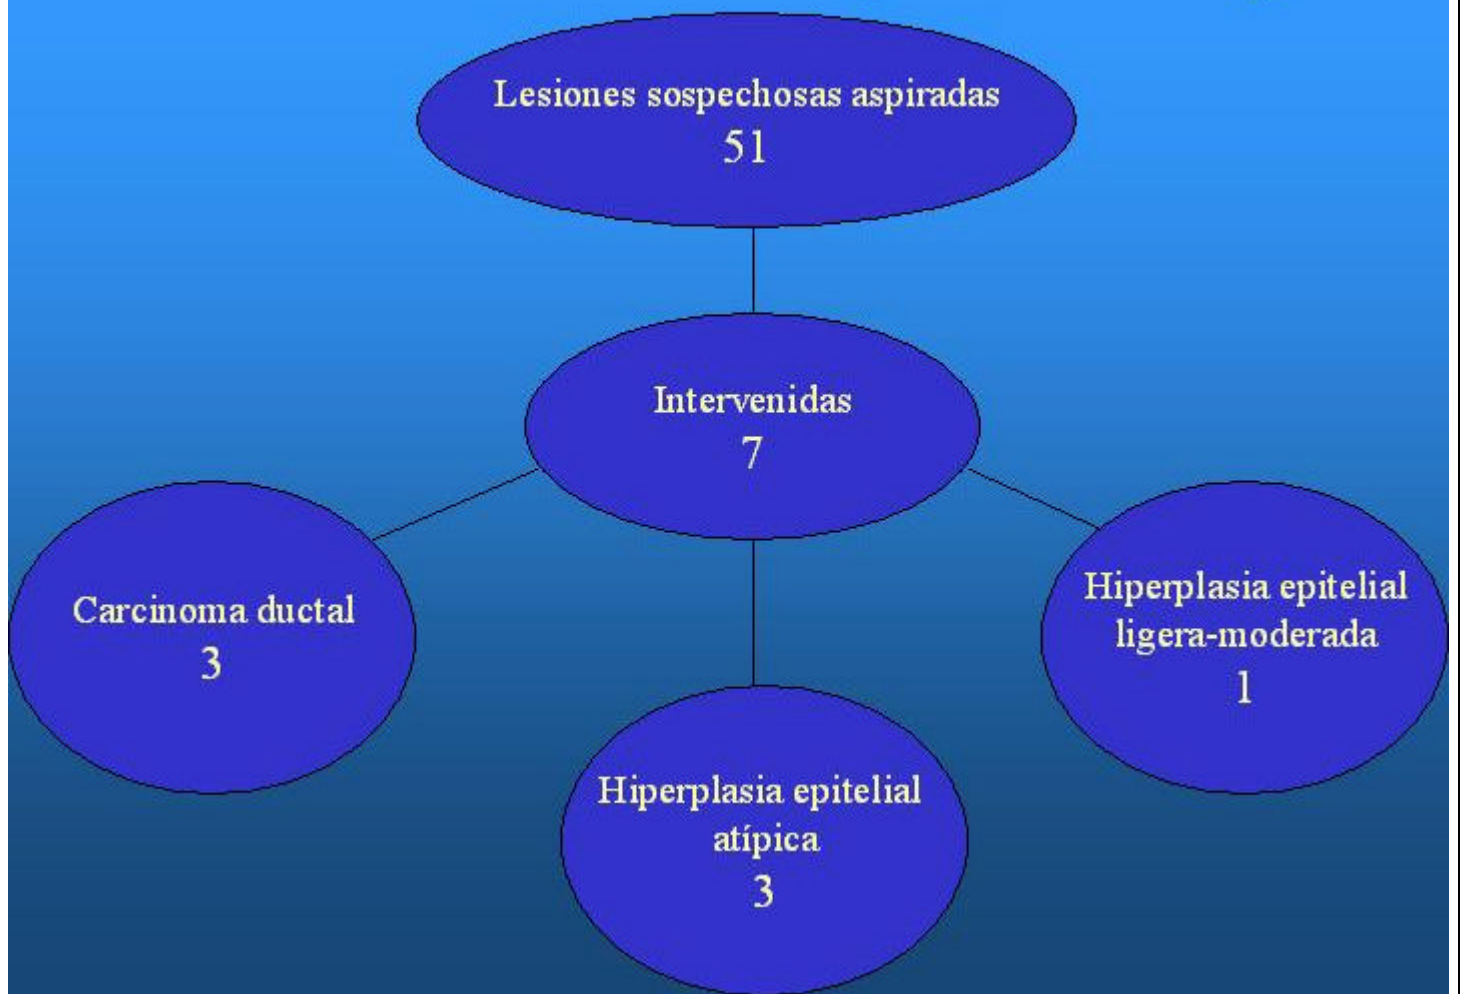 Lesiones sospechosas aspiradas
51
Intervenidas
7
Carcinoma ductal
3
Hiperplasia epitelial
atípica
3
Hiperplasia epitelial
ligera-moderada
1